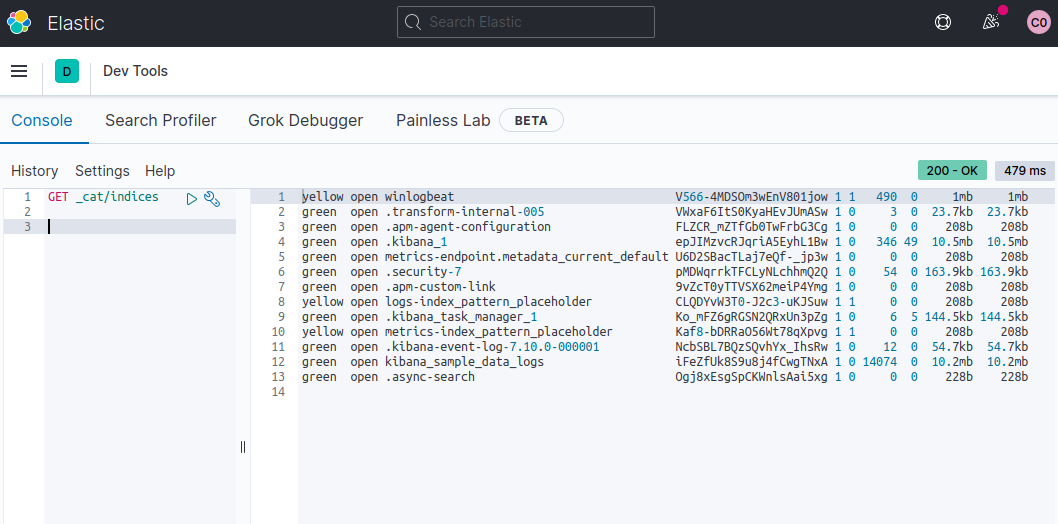 Elastic
Search Elastic
C0
D
Dev Tools
Console Search Profiler Grok Debugger Painless Lab BETA
History Settings Help 200 - OK 479 ms
1 GET _cat/indices
2
3
1 yellow open winlogbeat V566-4MDSOm3wEnV801jow 1 1 490 0 1mb 1mb
2 green open .transform-internal-005 VWxaF6ItS0KyaHEvJUmASw 1 0 3 0 23.7kb 23.7kb
3 green open .apm-agent-configuration FLZCR_mZTfGb0TwFrbG3Cg 1 0 0 0 208b 208b
4 green open .kibana_1 epJIMzvcRJqriA5EyhL1Bw 1 0 346 49 10.5mb 10.5mb
5 green open metrics-endpoint.metadata_current_default U6D2SBacTLaj7eQf-_jp3w 1 0 0 0 208b 208b
6 green open .security-7 pMDWqrrkTFCLyNLchhmQ2Q 1 0 54 0 163.9kb 163.9kb
7 green open .apm-custom-link 9vZcT0yTTVSX62meiP4Ymg 1 0 0 0 208b 208b
8 yellow open logs-index_pattern_placeholder CLQDYvW3T0-J2c3-uKJSuw 1 1 0 0 208b 208b
9 green open .kibana_task_manager_1 Ko_mFZ6gRGSN2QRxUn3pZg 1 0 6 5 144.5kb 144.5kb
10 yellow open metrics-index_pattern_placeholder Kaf8-bDRRaO56Wt78qXpvg 1 1 0 0 208b 208b
11 green open .kibana-event-log-7.10.0-000001 NcbSBL7BQzSQvhYx_IhsRw 1 0 12 0 54.7kb 54.7kb
12 green open kibana_sample_data_logs iFeZfUk8S9u8j4fCwgTNxA 1 0 14074 0 10.2mb 10.2mb
13 green open .async-search Ogj8xEsgSpCKWnlsAai5xg 1 0 0 0 228b 228b
14